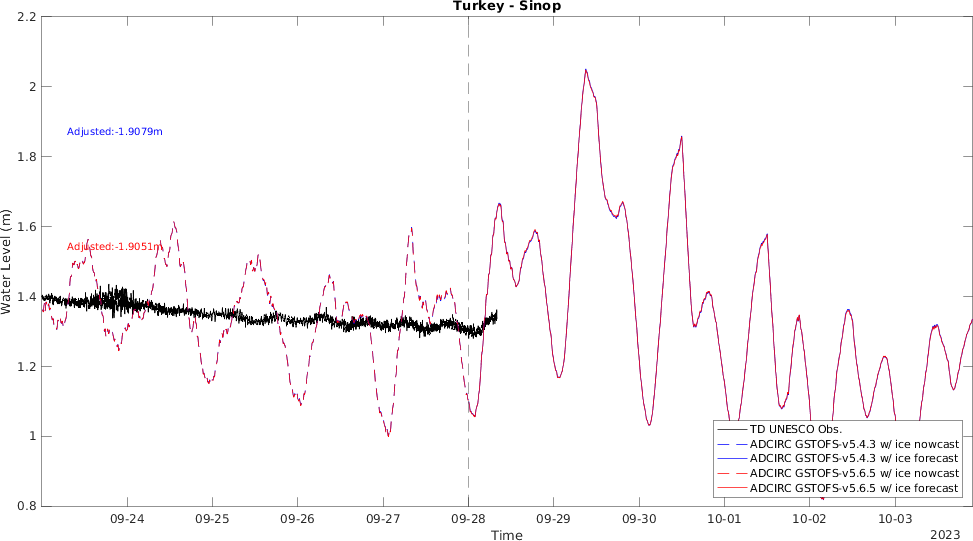 Turkey - Sinop
2.2
2
1.8
1.6
1.4
1.2
1
0.8
Water Level (m)
Adjusted:-1.9079m
Adjusted:-1.9051m
TD UNESCO Obs.
ADCIRC GSTOFS-v5.4.3 w/ ice nowcast
ADCIRC GSTOFS-v5.4.3 w/ ice forecast
ADCIRC GSTOFS-v5.6.5 w/ ice nowcast
ADCIRC GSTOFS-v5.6.5 w/ ice forecast
09-24 09-25 09-26 09-27 09-28 09-29 09-30 10-01 10-02 10-03
Time
2023